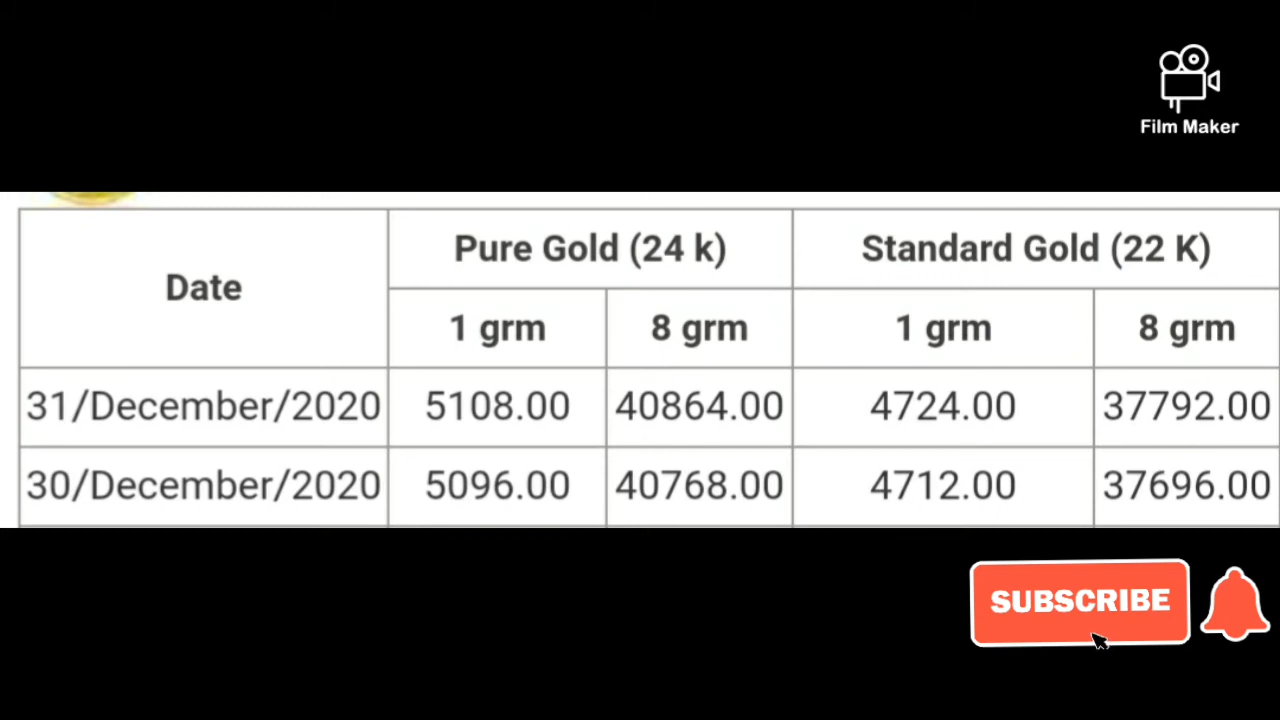 Film Maker
Date
Pure Gold (24 k)
Standard Gold (22 K)
1 grm
8 grm
1 grm
8 grm
31/December/2020 5108.00 40864.00 4724.00 37792.00
30/December/2020 5096.00 40768.00 4712.00 37696.00
SUBSCRIBE